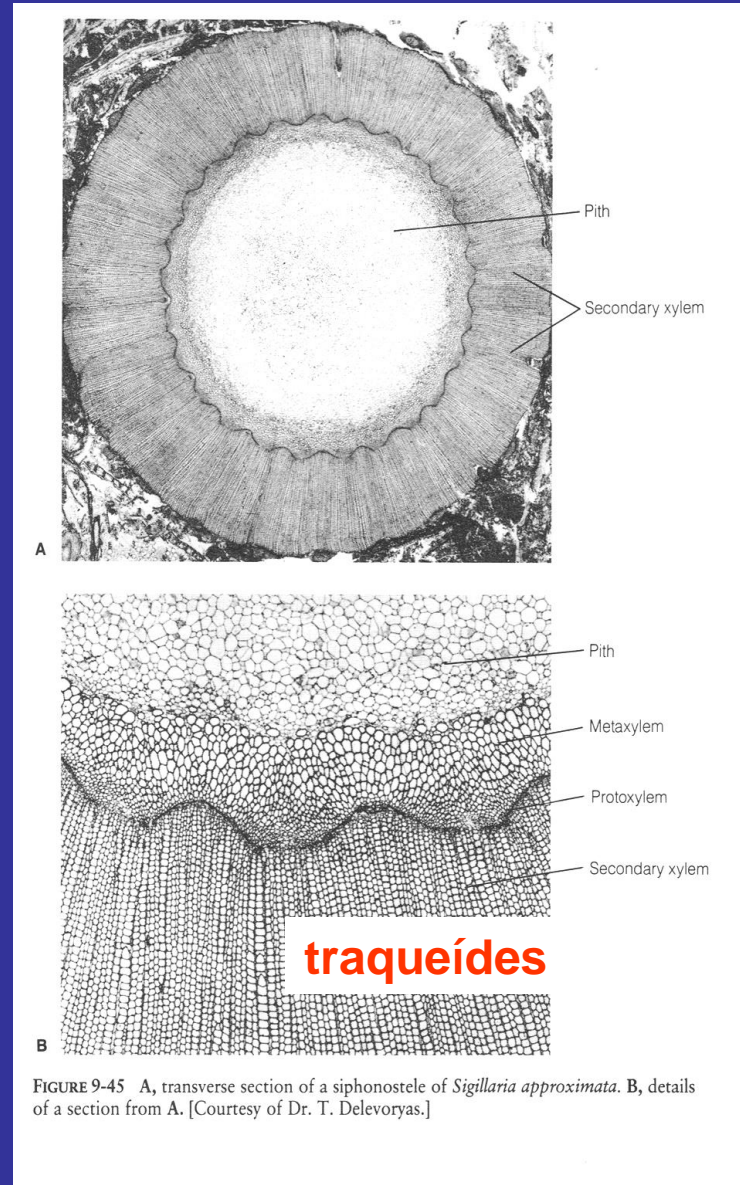 Pith
Secondary xylem
A
Pith
Metaxylem
Protoxylem
Secondary xylem
traqueídes
B
FIGURE 9-45 A, transverse section of a siphonostele of Sigillaria approximata. B, details
of a section from A. [Courtesy of Dr. T. Delevoryas.]